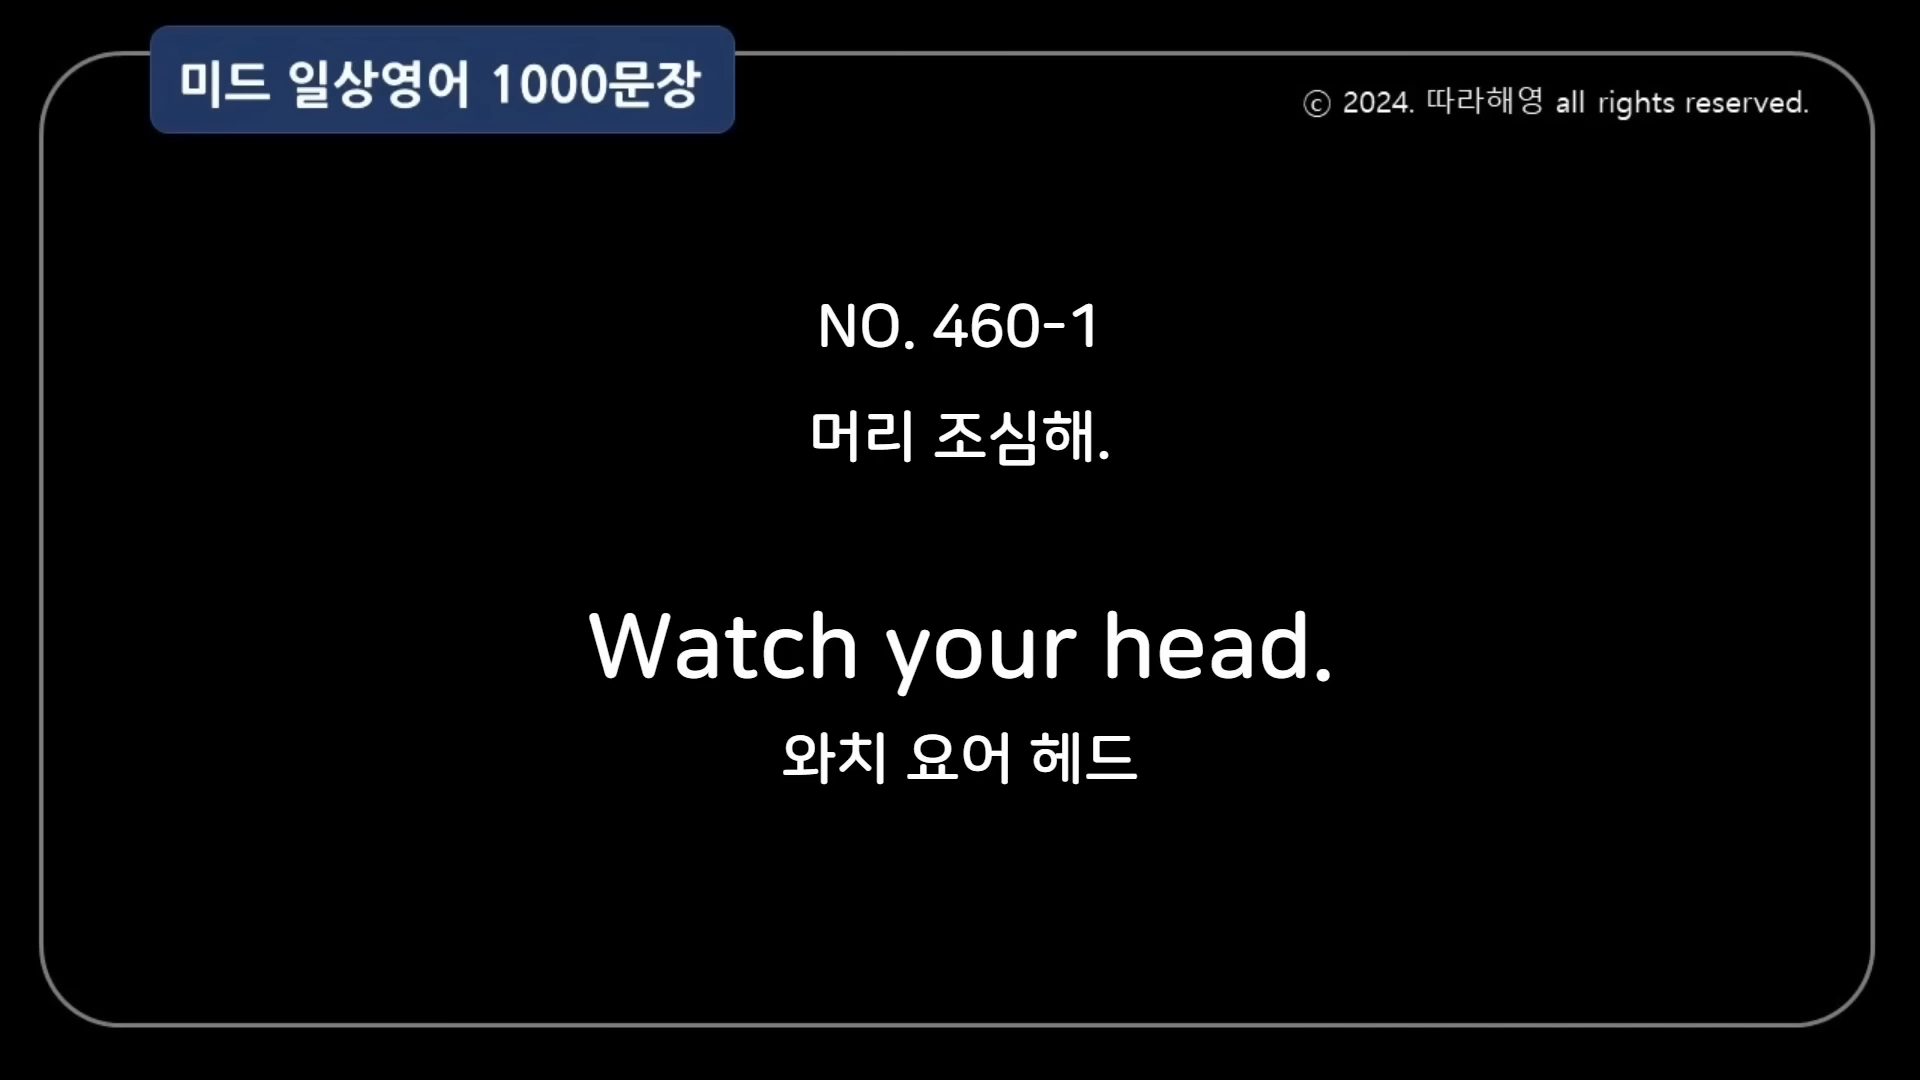 미드 일상영어 1000문장
ⓒ 2024. 따라해영 all rights reserved.
NO. 460-1
머리 조심해.
Watch your head.
와치 요어 헤드